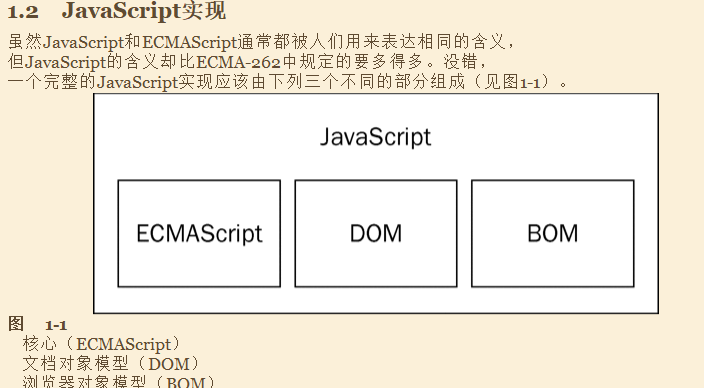 1.2 JavaScript实现
虽然JavaScript和ECMAScript通常都被人们用来表达相同的含义，
但JavaScript的含义却比ECMA-262中规定的要多得多。没错，
一个完整的JavaScript实现应该由下列三个不同的部分组成（见图1-1）。
JavaScript
ECMAScript
DOM
BOM
图 1-1
核心（ECMAScript）
文档对象模型（DOM）
浏览器对象模型（BOM）